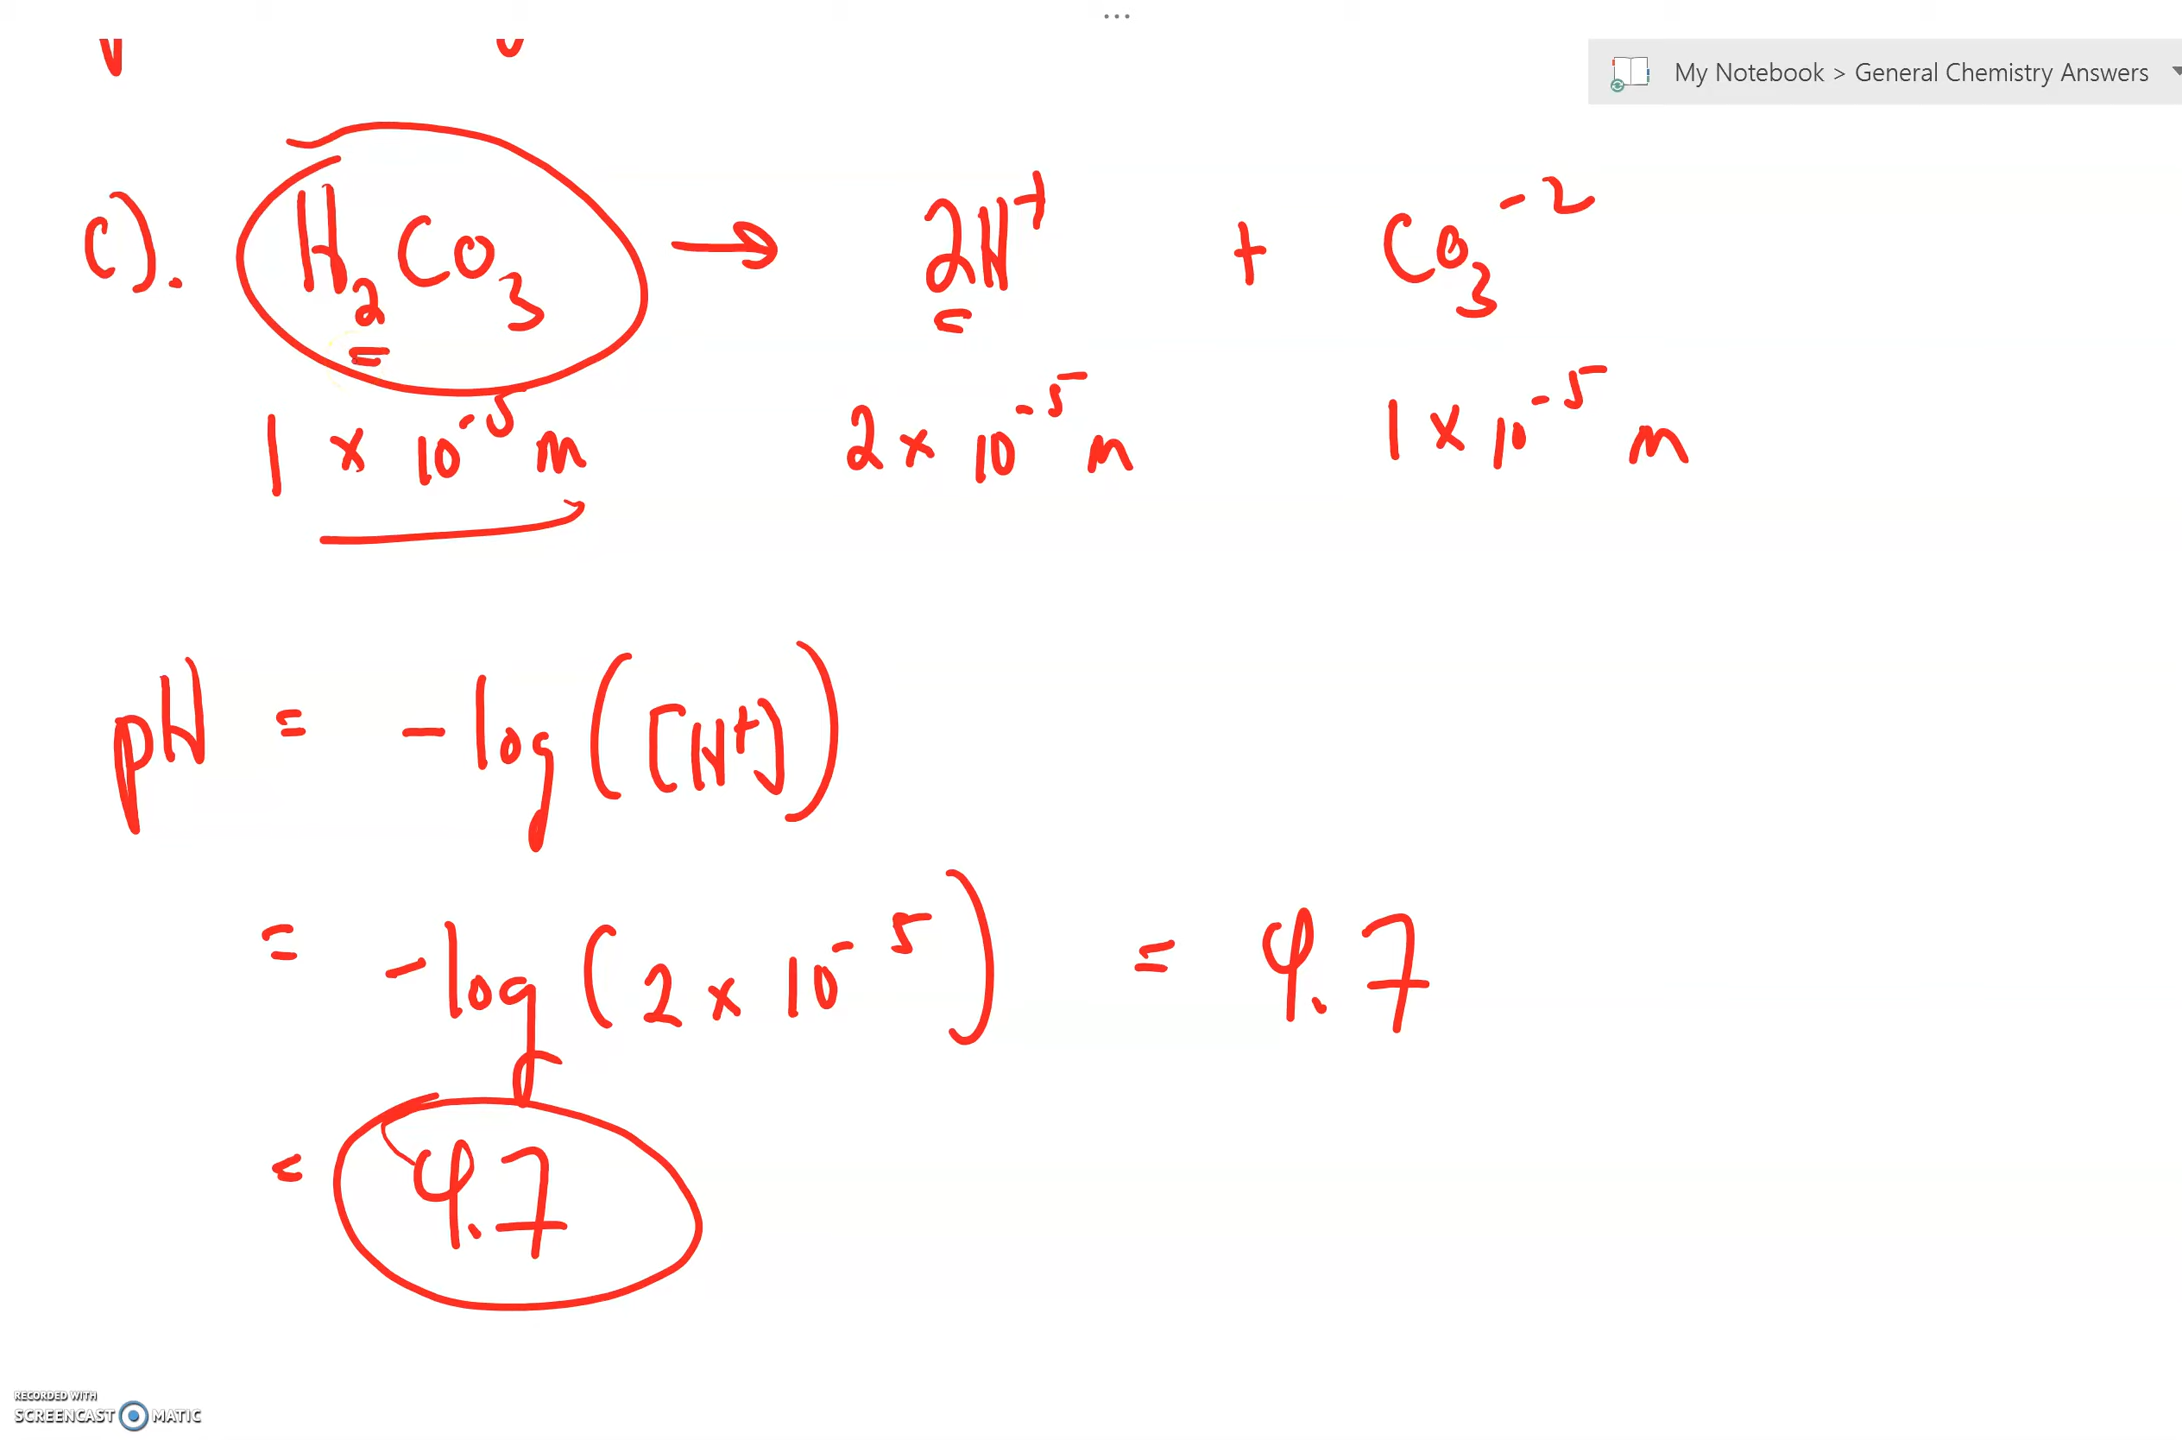 My Notebook > General Chemistry Answers
c). H₂CO₃ → 2H⁺ + CO₃⁻²
1 × 10⁻⁵ m 2 × 10⁻⁵ m 1 × 10⁻⁵ m
pH = -log([H⁺])
= -log(2 × 10⁻⁵) = 4.7
= 4.7
RECORDED WITH
SCREENCAST MATIC